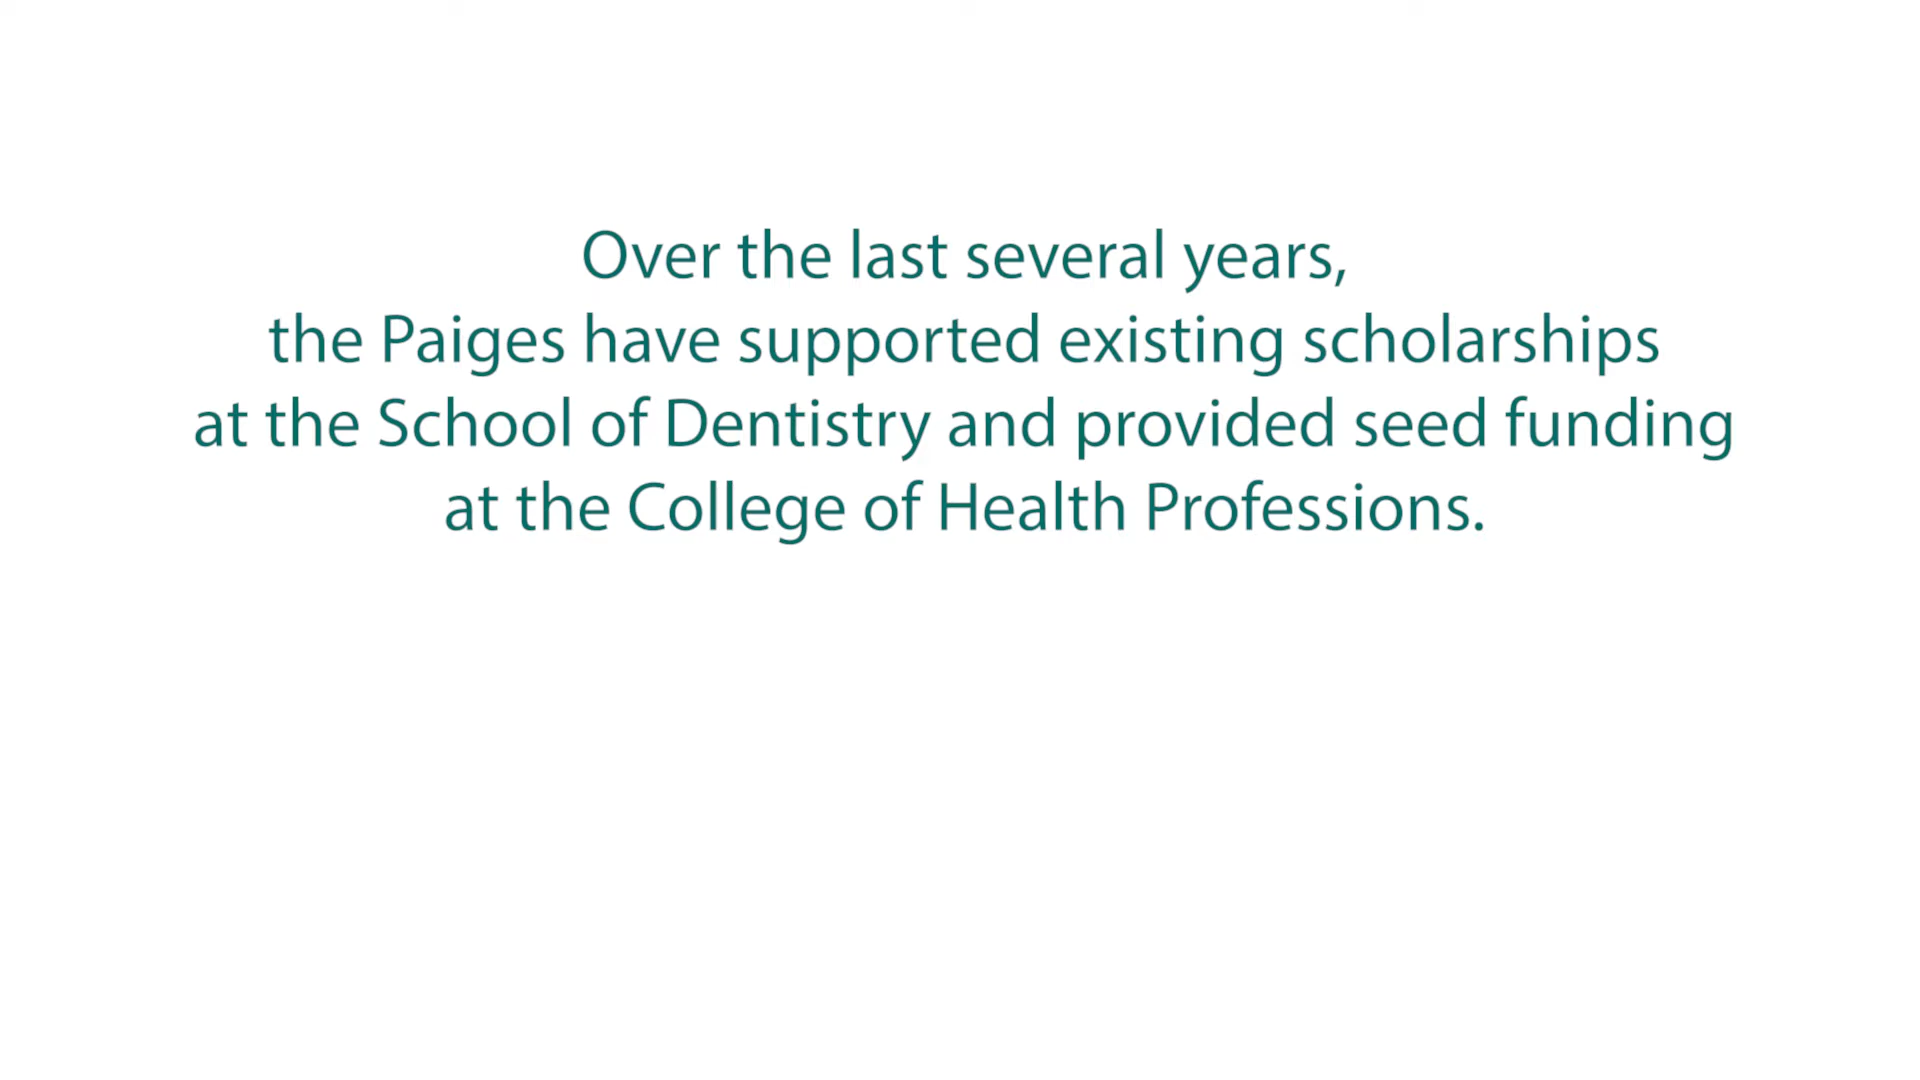 Over the last several years,
the Paiges have supported existing scholarships
at the School of Dentistry and provided seed funding
at the College of Health Professions.